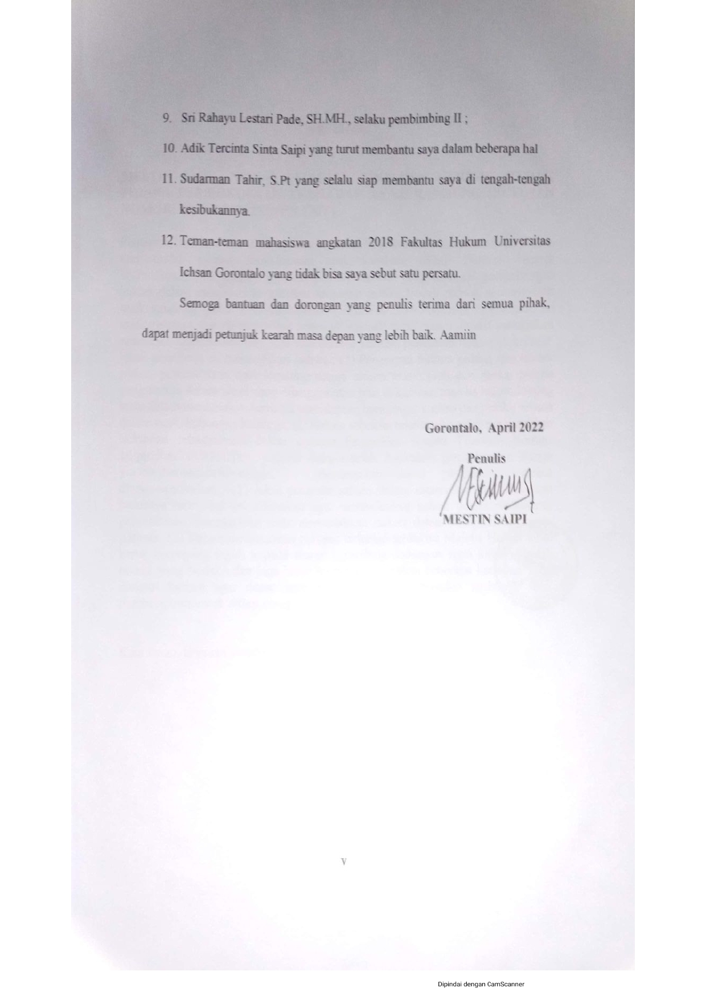 9. Sri Rahayu Lestari Pade, SH.MH., selaku pembimbing II ;
10. Adik Tercinta Sinta Saipi yang turut membantu saya dalam beberapa hal
11. Sudarman Tahir, S.Pt yang selalu siap membantu saya di tengah-tengah
kesibukannya.
12. Teman-teman mahasiswa angkatan 2018 Fakultas Hukum Universitas
Ichsan Gorontalo yang tidak bisa saya sebut satu persatu.
Semoga bantuan dan dorongan yang penulis terima dari semua pihak,
dapat menjadi petunjuk kearah masa depan yang lebih baik. Aamiin
Gorontalo, April 2022
Penulis
MESTIN SAIPI
v
Dipindai dengan CamScanner